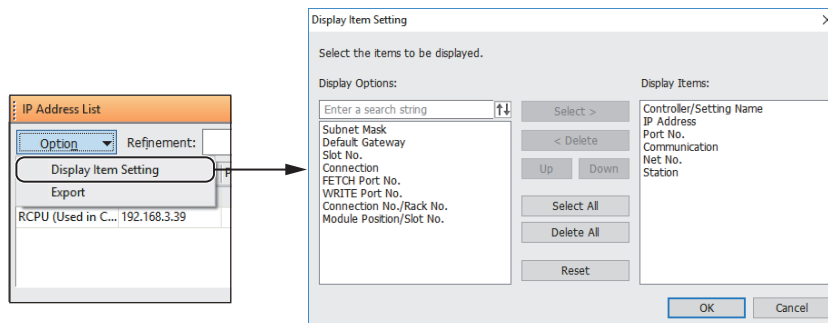 IP Address List
Option
Refinement:
Display Item Setting
Export
RCPU (Used in C... 192.168.3.39
Display Item Setting
Select the items to be displayed.
Display Options:
Enter a search string
Subnet Mask
Default Gateway
Slot No.
Connection
FETCH Port No.
WRITE Port No.
Connection No./Rack No.
Module Position/Slot No.
Select >
< Delete
Up Down
Select All
Delete All
Reset
Display Items:
Controller/Setting Name
IP Address
Port No.
Communication
Net No.
Station
OK Cancel